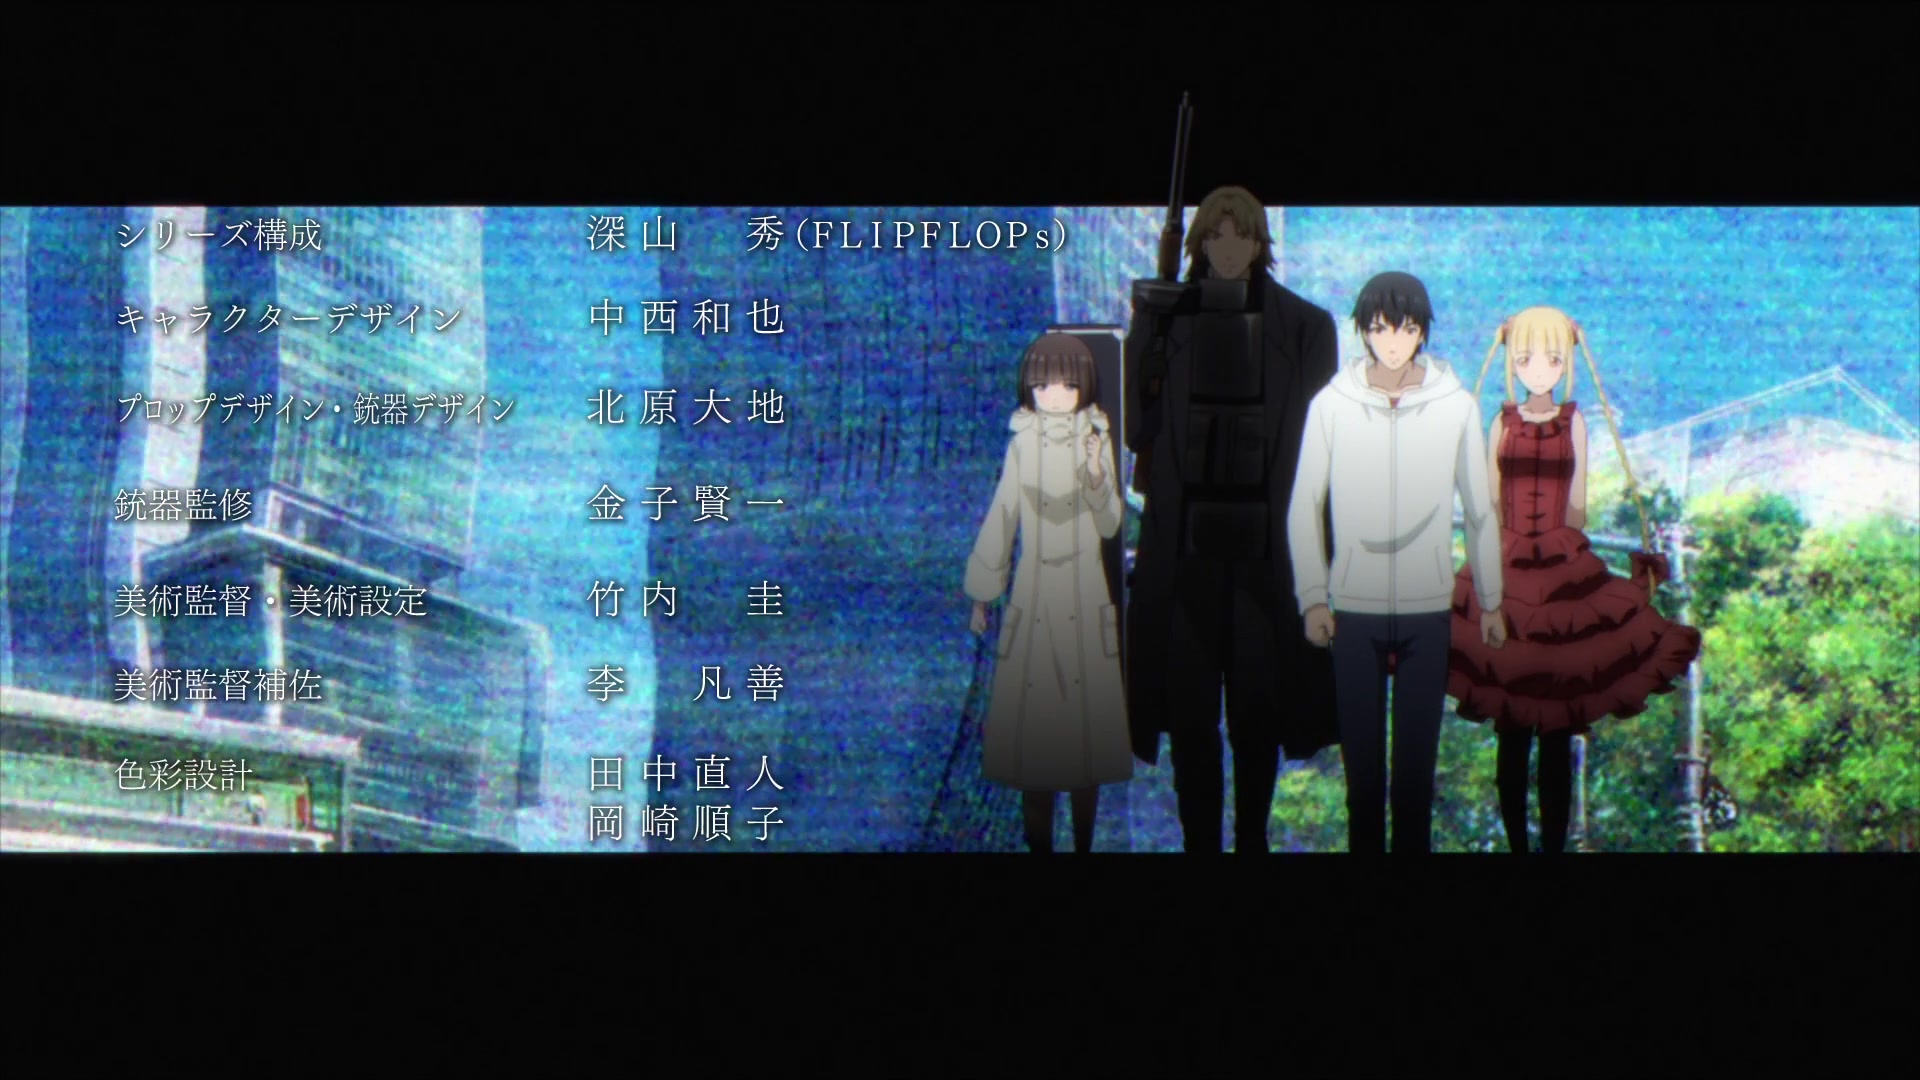 シリーズ構成　深山　秀(FLIPFLOPs)
キャラクターデザイン　中西和也
プロップデザイン・銃器デザイン　北原大地
銃器監修　金子賢一
美術監督・美術設定　竹内　圭
美術監督補佐　李　凡善
色彩設計　田中直人
岡崎順子